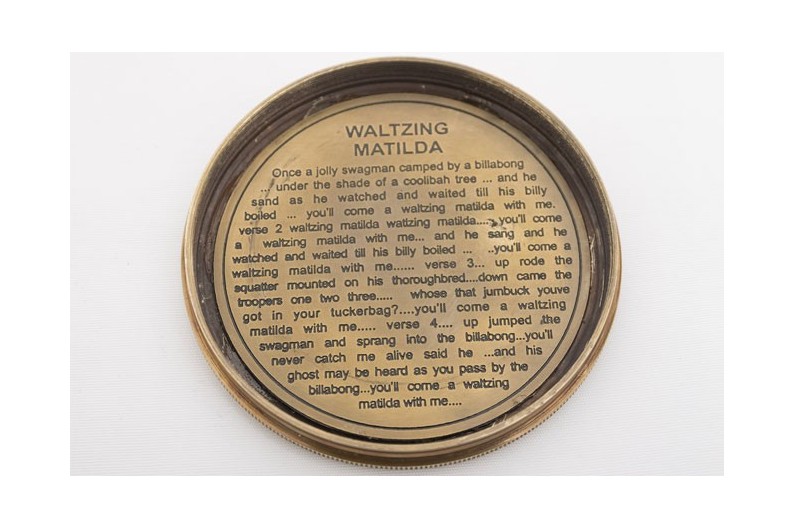 WALTZING
MATILDA
Once a jolly swagman camped by a billabong
... under the shade of a coolibah tree ... and he
sand as he watched and waited till his billy
boiled ... you'll come a waltzing matilda with me.
verse 2 waltzing matilda watlzing matilda.... you'll come
a waltzing matilda with me... and he sang and he
watched and waited till his billy boiled ... ..you'll come a
waltzing matilda with me...... verse 3... up rode the
squatter mounted on his thoroughbred....down came the
troopers one two three..... whose that jumbuck youve
got in your tuckerbag?....you'll come a waltzing
matilda with me..... verse 4.... up jumped the
swagman and sprang into the billabong...you'll
never catch me alive said he ...and his
ghost may be heard as you pass by the
billabong...you'll come a waltzing
matilda with me....